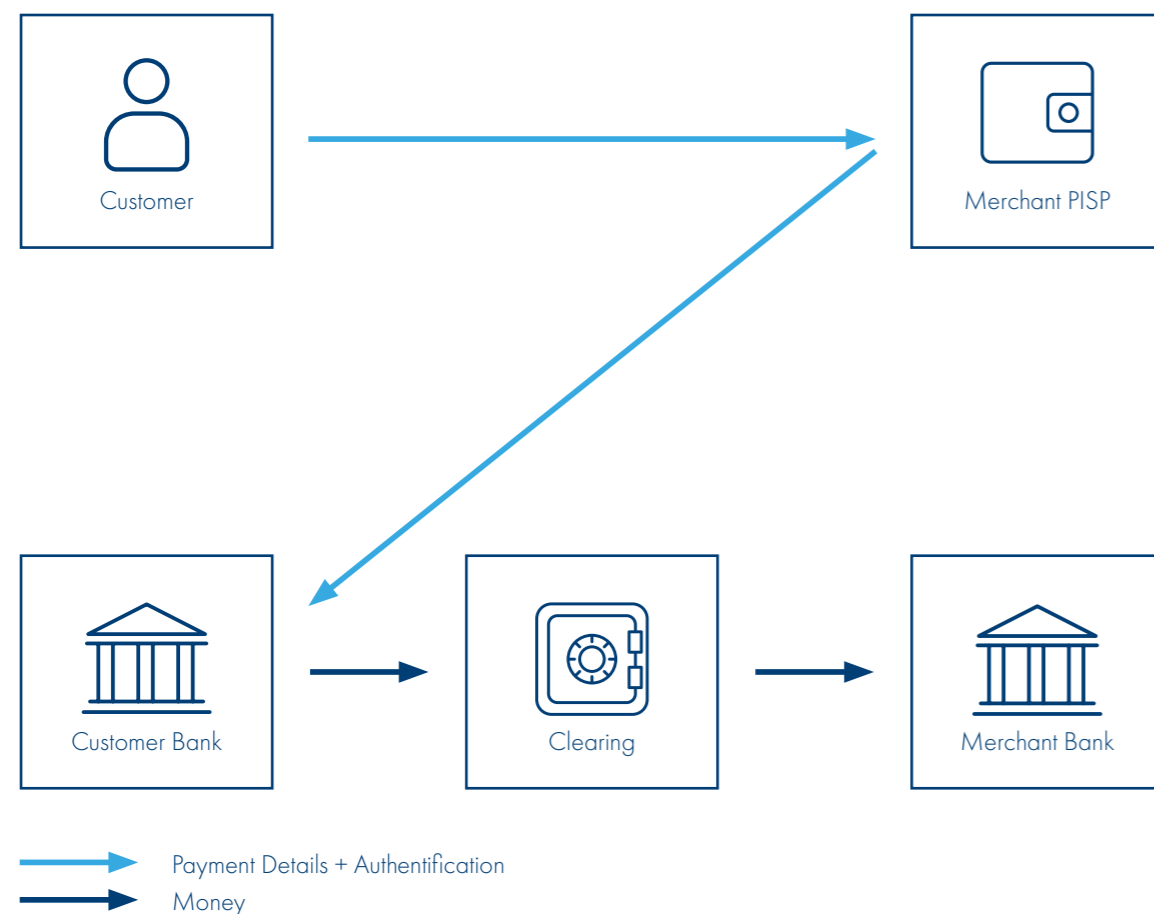 Customer
Merchant PISP
Customer Bank
Clearing
Merchant Bank
Payment Details + Authentification
Money